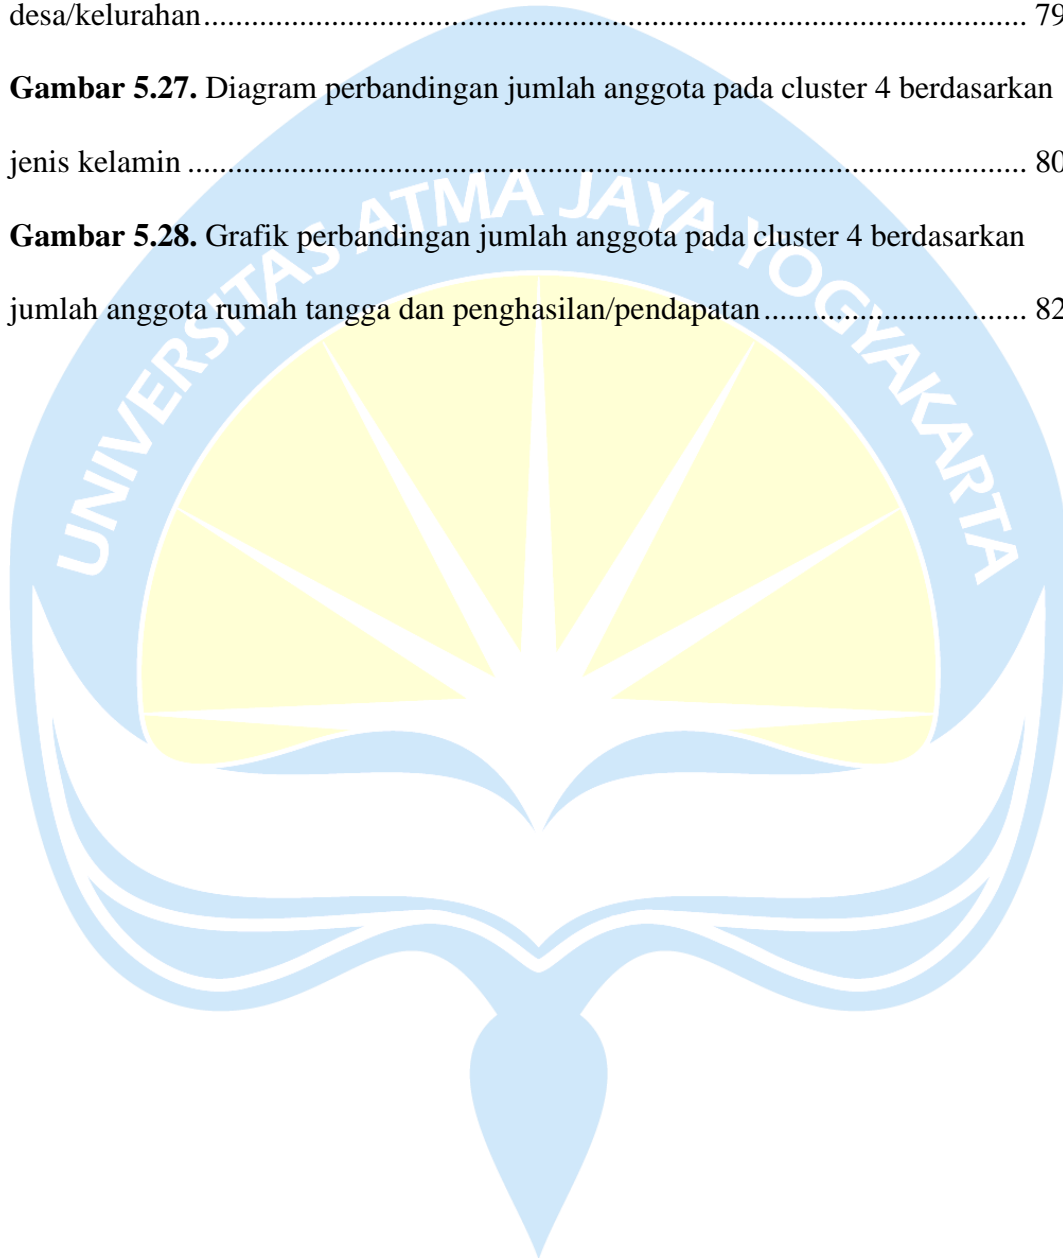 desa/kelurahan........................................................................................................ 79
Gambar 5.27. Diagram perbandingan jumlah anggota pada cluster 4 berdasarkan
jenis kelamin .......................................................................................................... 80
Gambar 5.28. Grafik perbandingan jumlah anggota pada cluster 4 berdasarkan
jumlah anggota rumah tangga dan penghasilan/pendapatan ................................. 82
UNIVERSITAS ATMA JAYA YOGYAKARTA